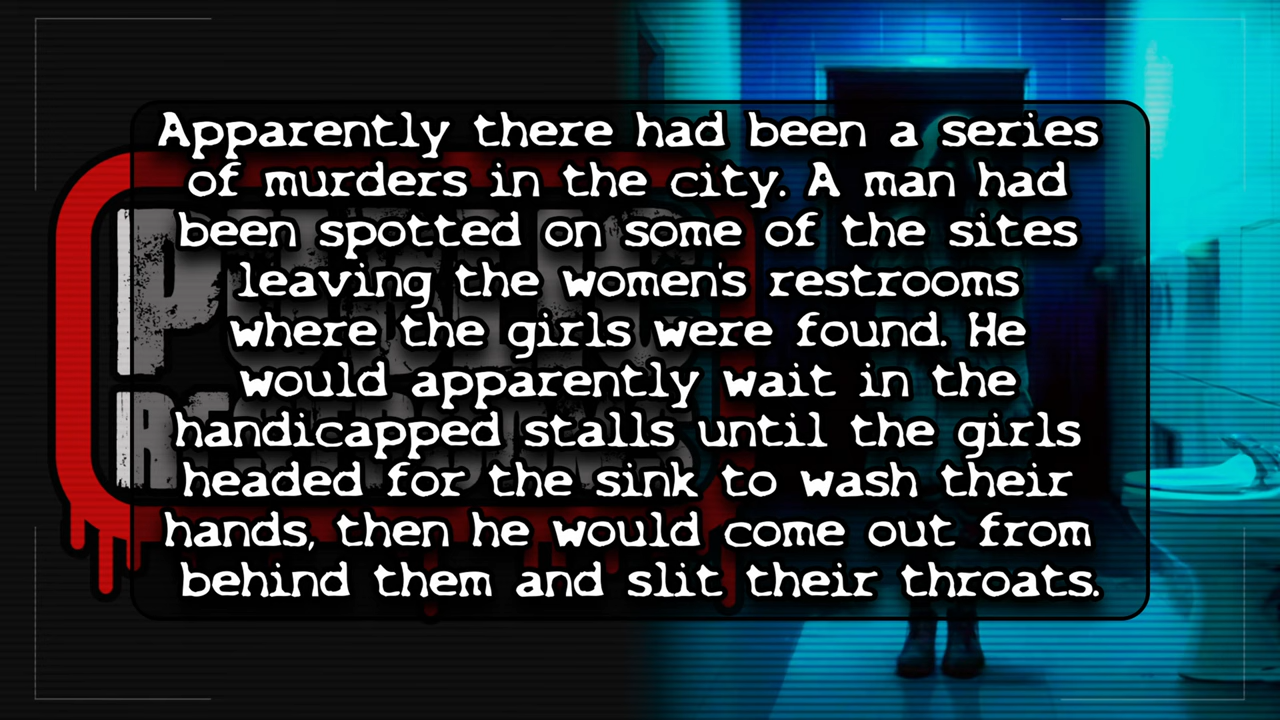 Apparently there had been a series
of murders in the city. A man had
been spotted on some of the sites
leaving the women's restrooms
where the girls were found. He
would apparently wait in the
handicapped stalls until the girls
headed for the sink to wash their
hands, then he would come out from
behind them and slit their throats.
PUBLIC
RESTROOMS